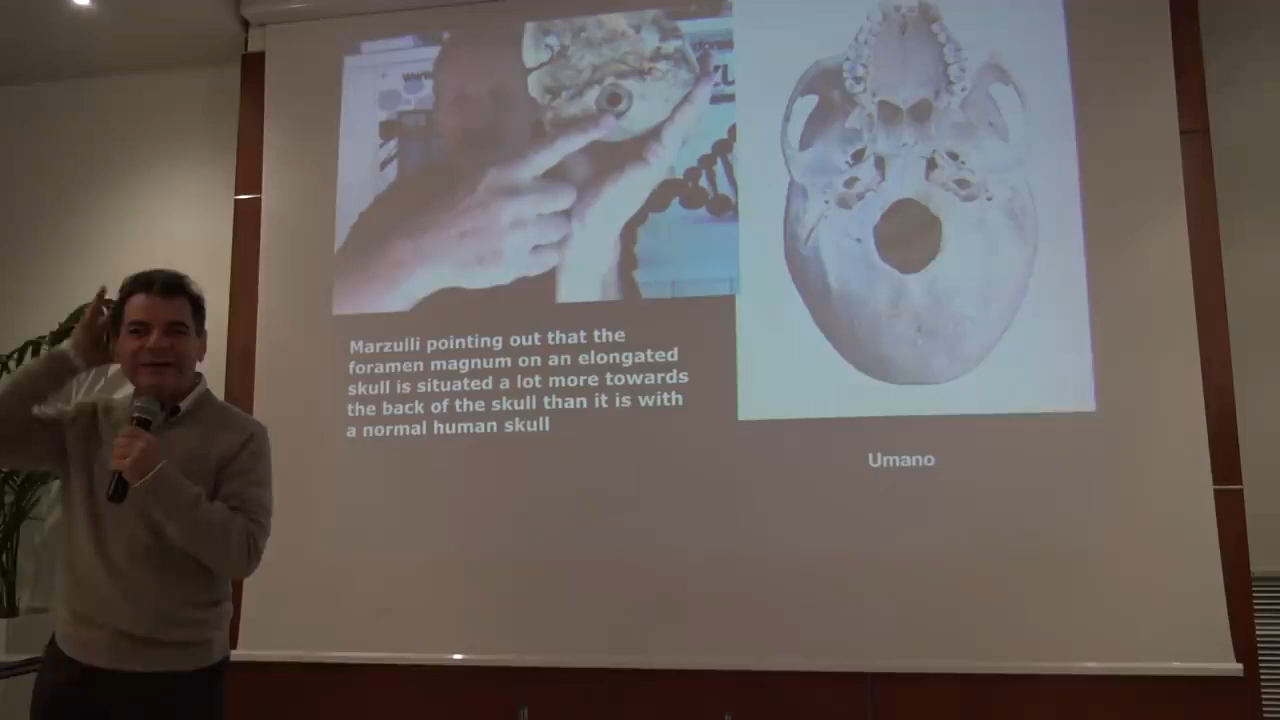 Marzulli pointing out that the
foramen magnum on an elongated
skull is situated a lot more towards
the back of the skull than it is with
a normal human skull
Umano